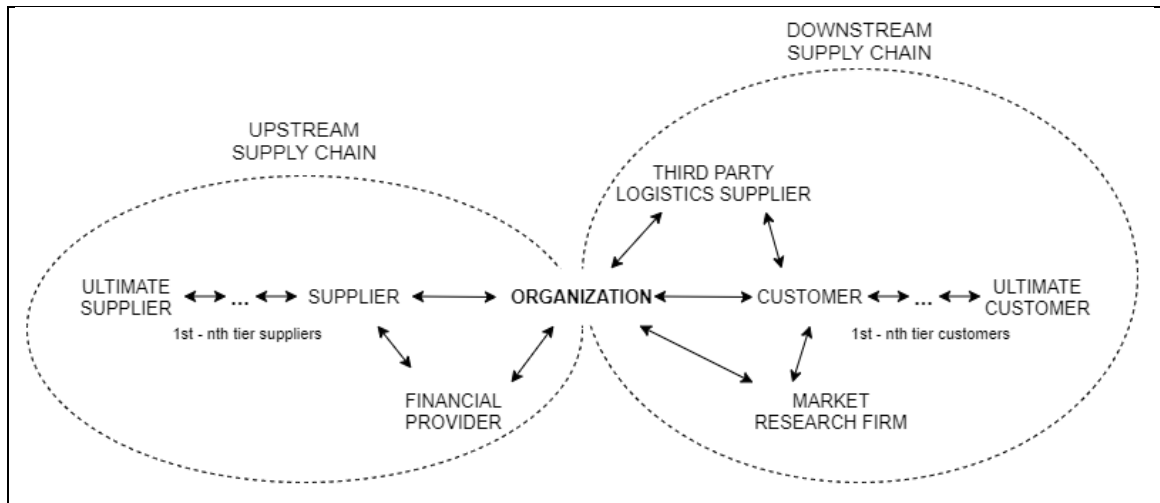 DOWNSTREAM
SUPPLY CHAIN
UPSTREAM
SUPPLY CHAIN
THIRD PARTY
LOGISTICS SUPPLIER
ULTIMATE
SUPPLIER
...
SUPPLIER
ORGANIZATION
CUSTOMER
...
ULTIMATE
CUSTOMER
1st - nth tier suppliers
1st - nth tier customers
FINANCIAL
PROVIDER
MARKET
RESEARCH FIRM